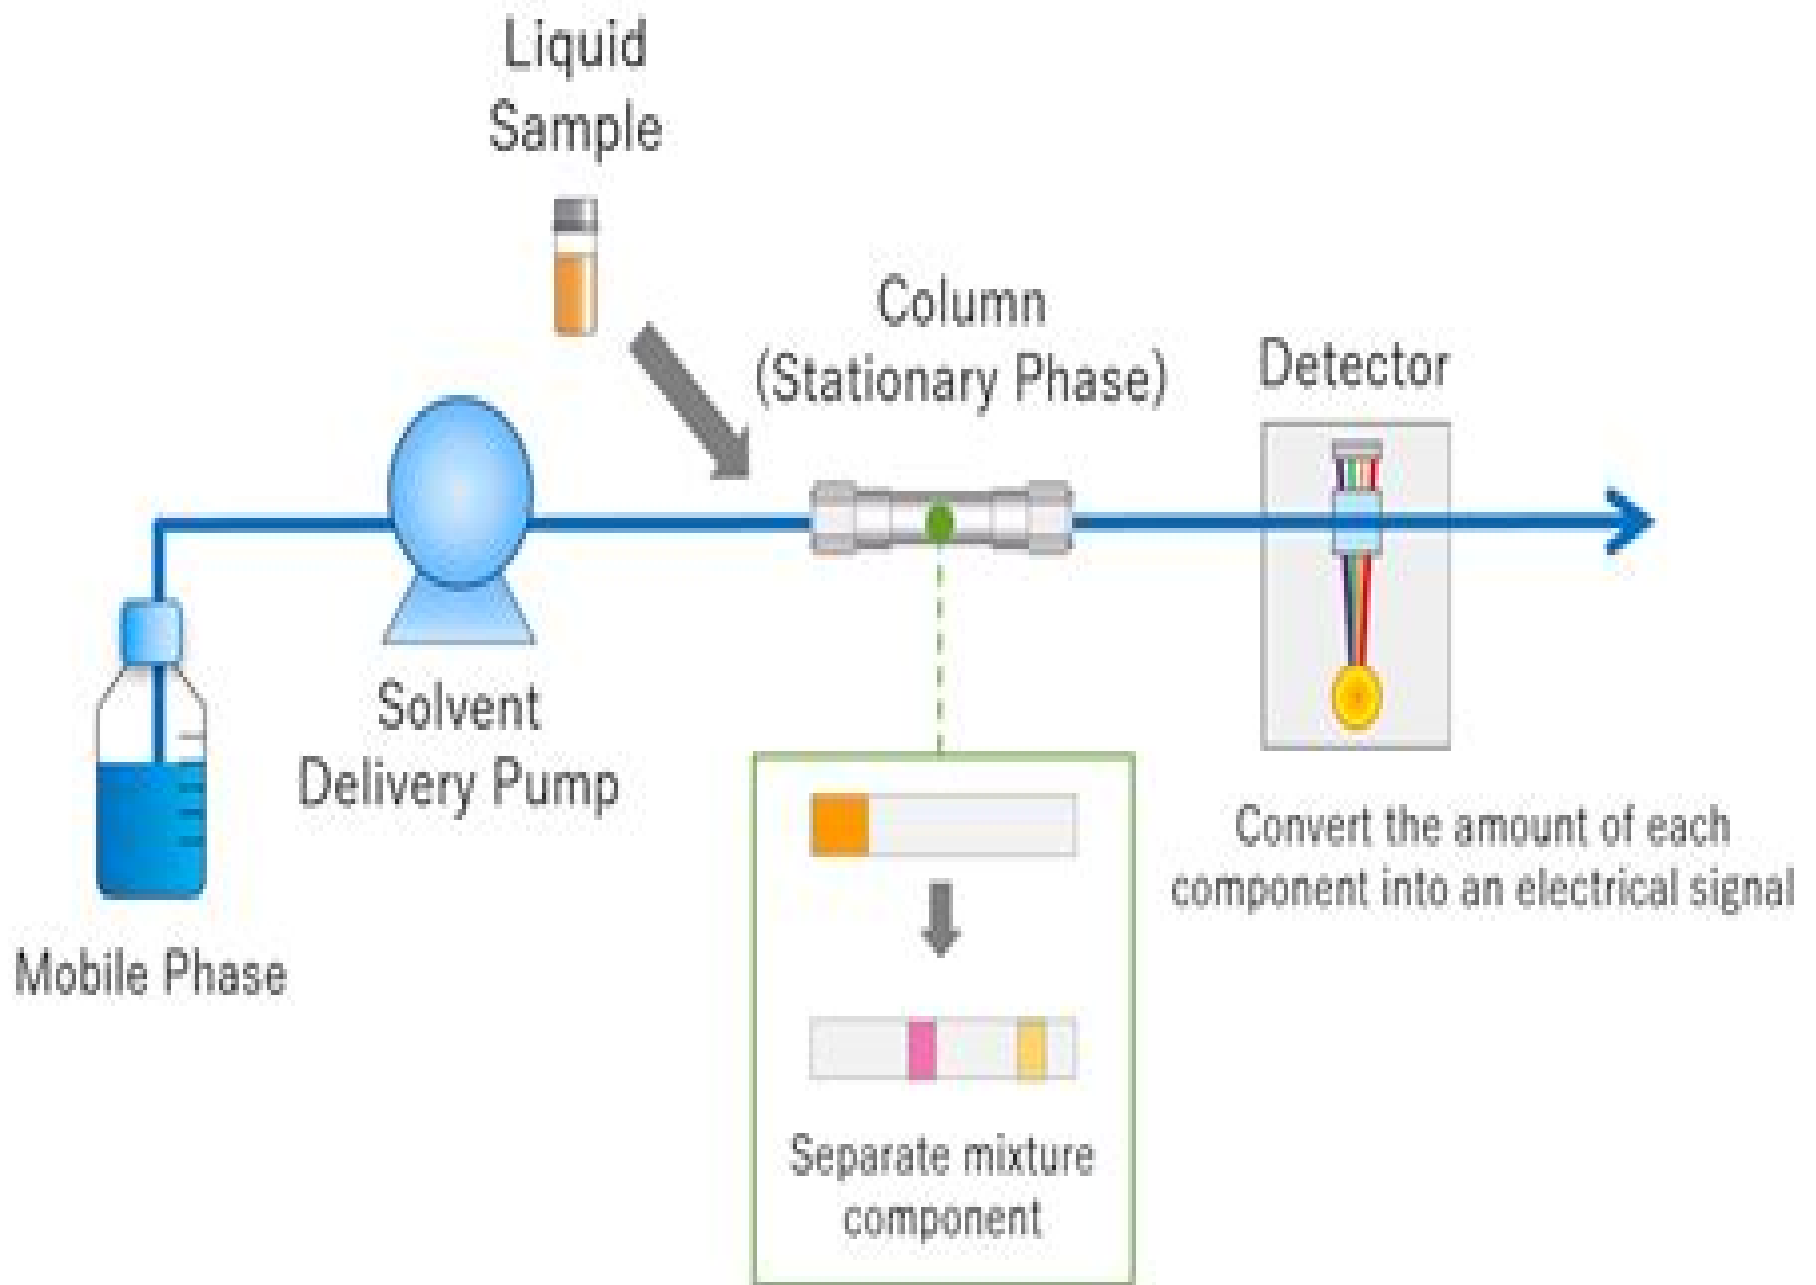 Liquid
Sample
Column
(Stationary Phase)
Detector
Solvent
Delivery Pump
Mobile Phase
Convert the amount of each
component into an electrical signal
Separate mixture
component